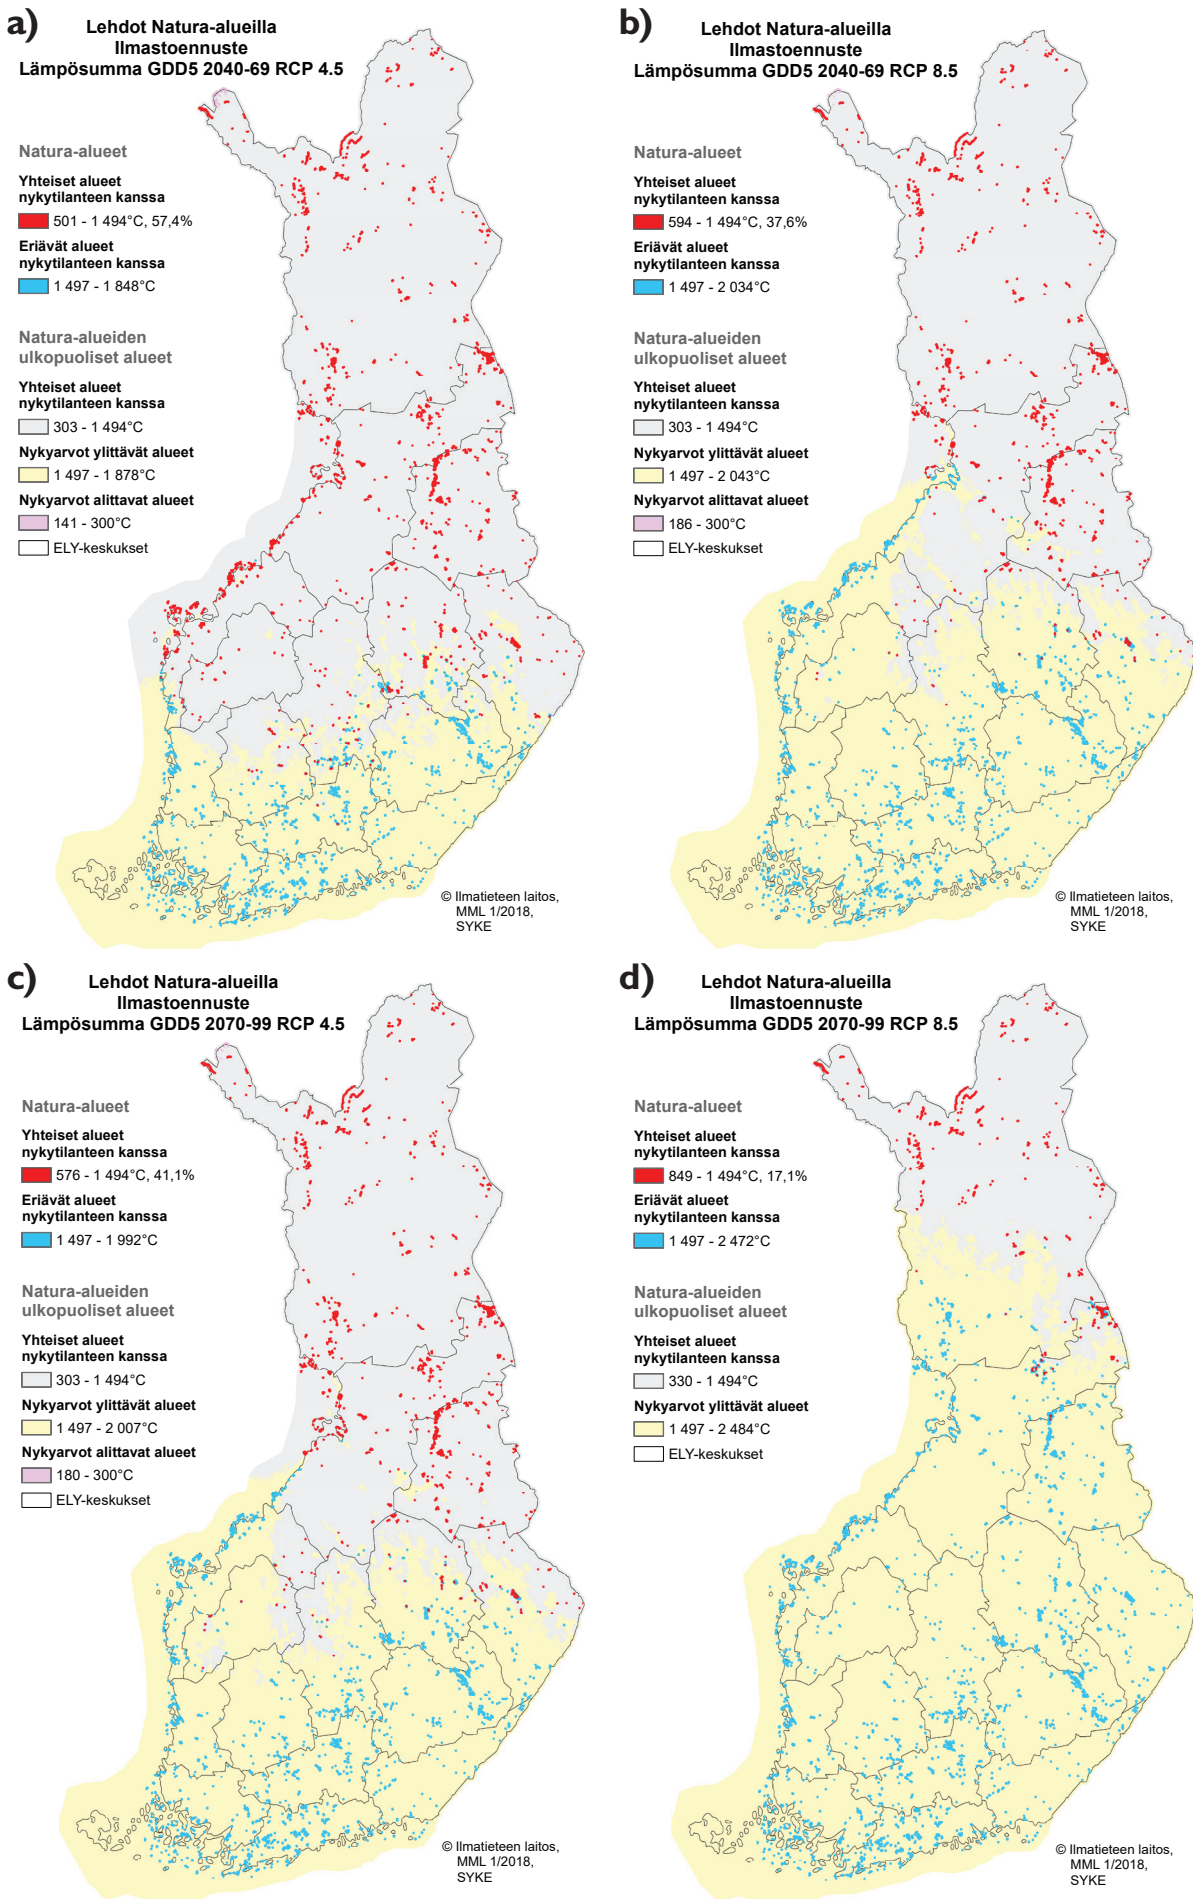 a)
Lehdot Natura-alueilla
Ilmastoennuste
Lämpösumma GDD5 2040-69 RCP 4.5
Natura-alueet
Yhteiset alueet
nykytilanteen kanssa
501 - 1 494°C, 57,4%
Eriävät alueet
nykytilanteen kanssa
1 497 - 1 848°C
Natura-alueiden
ulkopuoliset alueet
Yhteiset alueet
nykytilanteen kanssa
303 - 1 494°C
Nykyarvot ylittävät alueet
1 497 - 1 878°C
Nykyarvot alittavat alueet
141 - 300°C
ELY-keskukset
© Ilmatieteen laitos,
MML 1/2018,
SYKE
b)
Lehdot Natura-alueilla
Ilmastoennuste
Lämpösumma GDD5 2040-69 RCP 8.5
Natura-alueet
Yhteiset alueet
nykytilanteen kanssa
594 - 1 494°C, 37,6%
Eriävät alueet
nykytilanteen kanssa
1 497 - 2 034°C
Natura-alueiden
ulkopuoliset alueet
Yhteiset alueet
nykytilanteen kanssa
303 - 1 494°C
Nykyarvot ylittävät alueet
1 497 - 2 043°C
Nykyarvot alittavat alueet
186 - 300°C
ELY-keskukset
© Ilmatieteen laitos,
MML 1/2018,
SYKE
c)
Lehdot Natura-alueilla
Ilmastoennuste
Lämpösumma GDD5 2070-99 RCP 4.5
Natura-alueet
Yhteiset alueet
nykytilanteen kanssa
576 - 1 494°C, 41,1%
Eriävät alueet
nykytilanteen kanssa
1 497 - 1 992°C
Natura-alueiden
ulkopuoliset alueet
Yhteiset alueet
nykytilanteen kanssa
303 - 1 494°C
Nykyarvot ylittävät alueet
1 497 - 2 007°C
Nykyarvot alittavat alueet
180 - 300°C
ELY-keskukset
© Ilmatieteen laitos,
MML 1/2018,
SYKE
d)
Lehdot Natura-alueilla
Ilmastoennuste
Lämpösumma GDD5 2070-99 RCP 8.5
Natura-alueet
Yhteiset alueet
nykytilanteen kanssa
849 - 1 494°C, 17,1%
Eriävät alueet
nykytilanteen kanssa
1 497 - 2 472°C
Natura-alueiden
ulkopuoliset alueet
Yhteiset alueet
nykytilanteen kanssa
330 - 1 494°C
Nykyarvot ylittävät alueet
1 497 - 2 484°C
ELY-keskukset
© Ilmatieteen laitos,
MML 1/2018,
SYKE